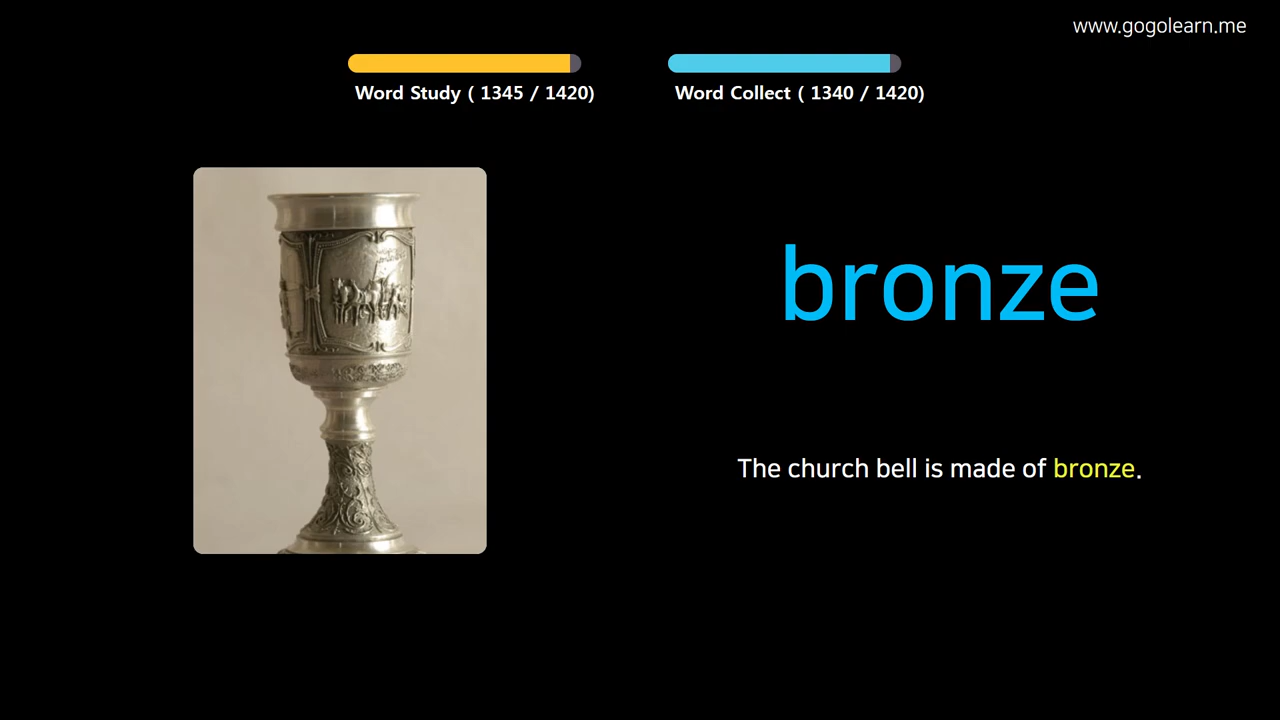 www.gogolearn.me
Word Study ( 1345 / 1420)
Word Collect ( 1340 / 1420)
bronze
The church bell is made of bronze.